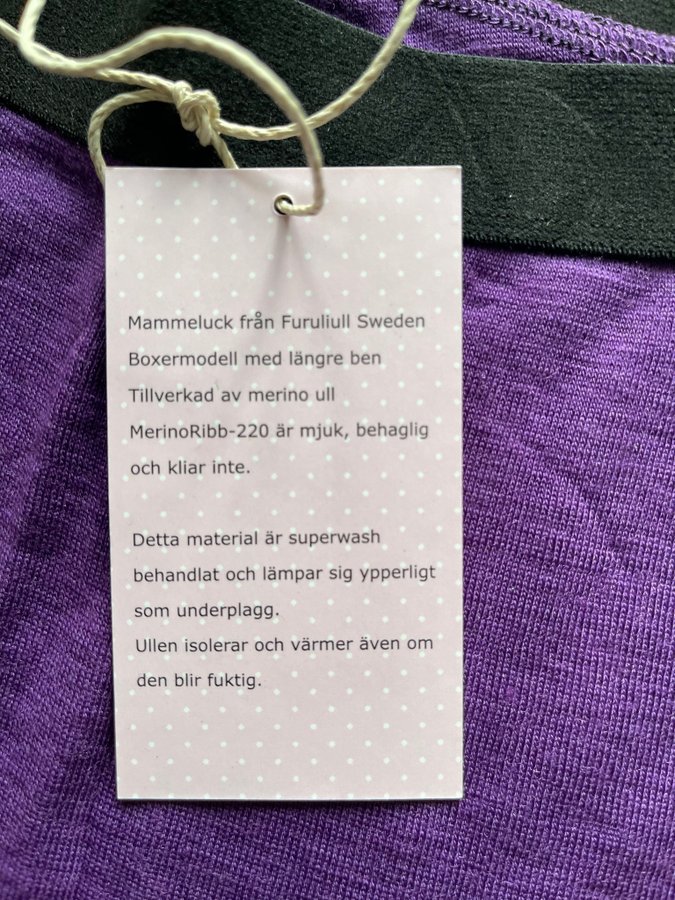 Mammeluck från Furuliull Sweden
Boxermodell med längre ben
Tillverkad av merino ull
MerinoRibb-220 är mjuk, behaglig
och kliar inte.
Detta material är superwash
behandlat och lämpar sig ypperligt
som underplagg.
Ullen isolerar och värmer även om
den blir fuktig.